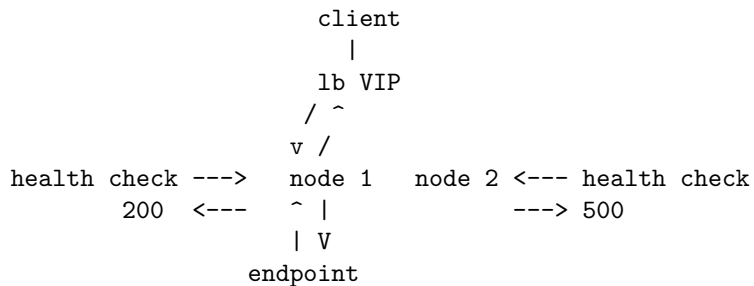 client
|
lb VIP
/ ^
v /
health check ---> node 1 node 2 <--- health check
200 <--- ^ | ---> 500
| V
endpoint